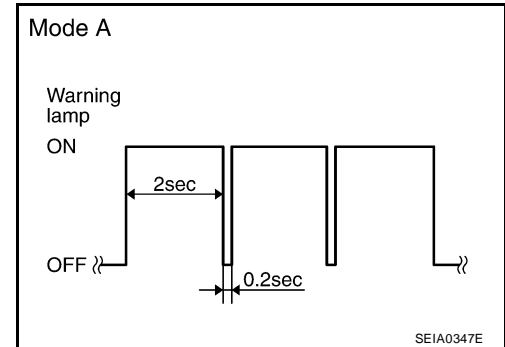 Mode A
Warning
lamp
ON
2sec
OFF
0.2sec
SEIA0347E